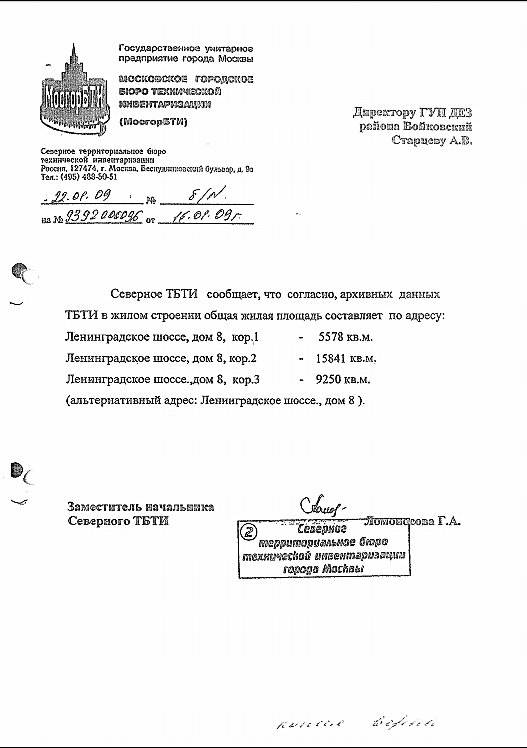 Государственное унитарное
предприятие города Москвы
МОСКОВСКОЕ ГОРОДСКОЕ
БЮРО ТЕХНИЧЕСКОЙ
ИНВЕНТАРИЗАЦИИ
(МосгорБТИ)
МосгорБТИ
Директору ГУП ДЕЗ
района Войковский
Старцеву А.В.
Северное территориальное бюро
технической инвентаризации
Россия, 127474, г. Москва, Бескудниковский бульвар, д. 9а
Тел.: (495) 483-50-51
22.01.09 № б/н.
на № 9392006096 от 16.01.09г.
Северное ТБТИ сообщает, что согласно, архивных данных
ТБТИ в жилом строении общая жилая площадь составляет по адресу:
Ленинградское шоссе, дом 8, кор.1 - 5578 кв.м.
Ленинградское шоссе, дом 8, кор.2 - 15841 кв.м.
Ленинградское шоссе.,дом 8, кор.3 - 9250 кв.м.
(альтернативный адрес: Ленинградское шоссе., дом 8 ).
Заместитель начальника
Северного ТБТИ Ломоносова Г.А.
2 Северное
территориальное бюро
технической инвентаризации
города Москвы